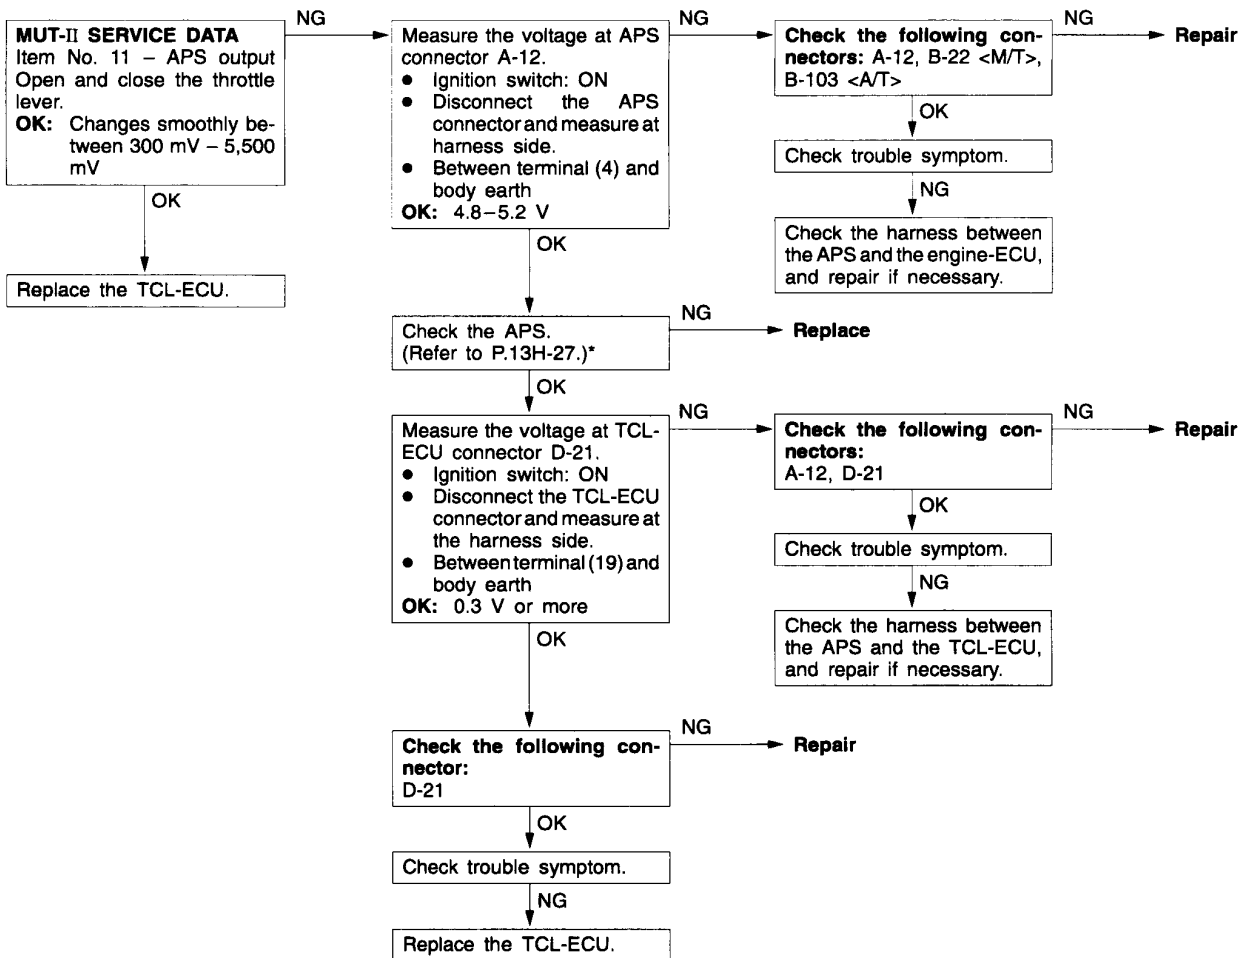 MUT-II SERVICE DATA
Item No. 11 – APS output
Open and close the throttle
lever.
OK: Changes smoothly be-
tween 300 mV – 5,500
mV
NG
OK
Replace the TCL-ECU.
Measure the voltage at APS
connector A-12.
● Ignition switch: ON
● Disconnect the APS
connector and measure at
harness side.
● Between terminal (4) and
body earth
OK: 4.8–5.2 V
NG
OK
Check the following con-
nectors: A-12, B-22 <M/T>,
B-103 <A/T>
NG
Repair
OK
Check trouble symptom.
NG
Check the harness between
the APS and the engine-ECU,
and repair if necessary.
Check the APS.
(Refer to P.13H-27.)*
NG
Replace
OK
Measure the voltage at TCL-
ECU connector D-21.
● Ignition switch: ON
● Disconnect the TCL-ECU
connector and measure at
the harness side.
● Between terminal (19) and
body earth
OK: 0.3 V or more
NG
OK
Check the following con-
nectors:
A-12, D-21
NG
Repair
OK
Check trouble symptom.
NG
Check the harness between
the APS and the TCL-ECU,
and repair if necessary.
Check the following con-
nector:
D-21
NG
Repair
OK
Check trouble symptom.
NG
Replace the TCL-ECU.